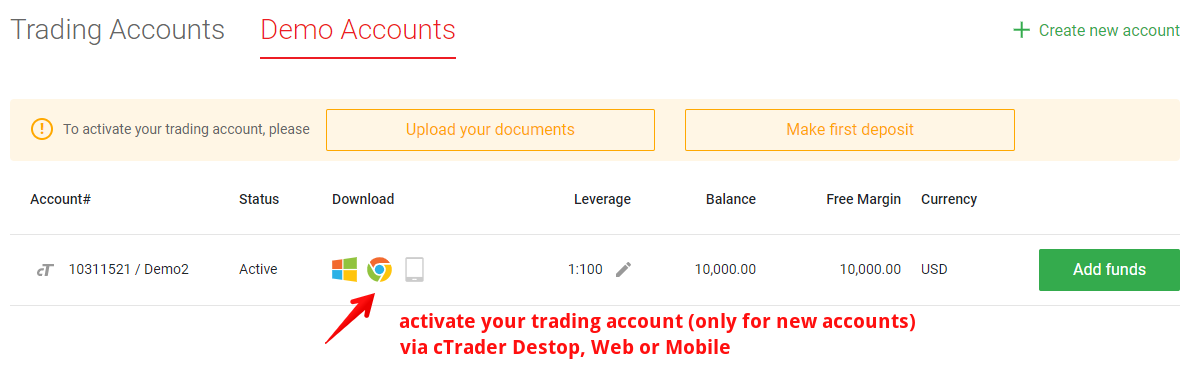 Trading Accounts Demo Accounts + Create new account
! To activate your trading account, please Upload your documents Make first deposit
Account# Status Download Leverage Balance Free Margin Currency
cT 10311521 / Demo2 Active 1:100 10,000.00 10,000.00 USD Add funds
activate your trading account (only for new accounts)
via cTrader Destop, Web or Mobile